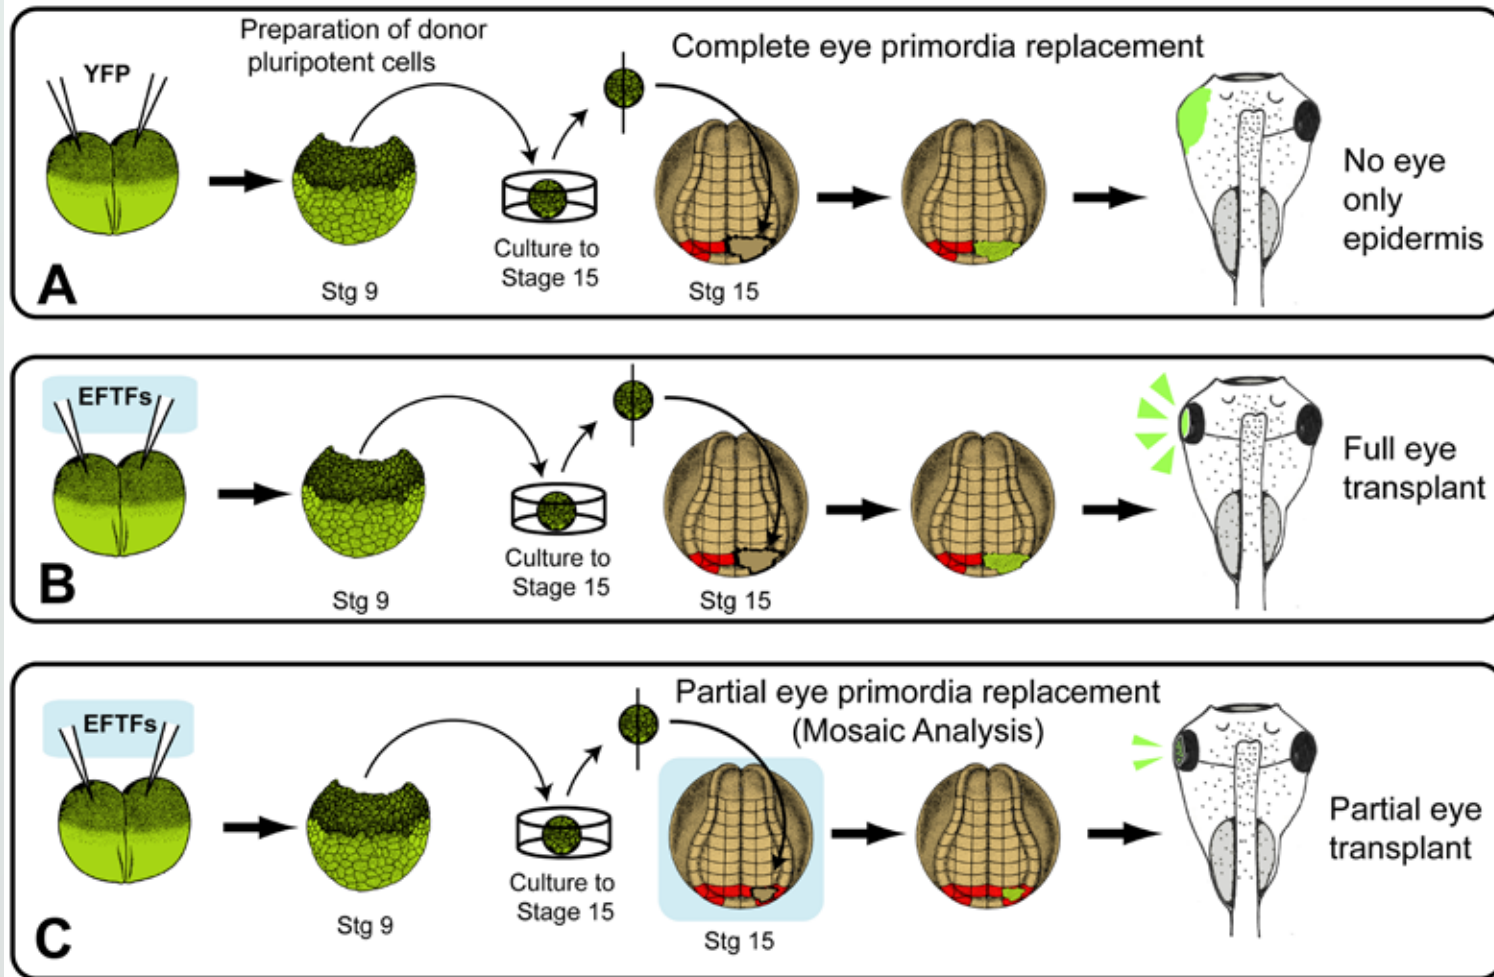 Preparation of donor
pluripotent cells
Complete eye primordia replacement
YFP
No eye
only
epidermis
Culture to
Stage 15
Stg 9
Stg 15
A
EFTFs
Full eye
transplant
Culture to
Stage 15
Stg 9
Stg 15
B
Partial eye primordia replacement
(Mosaic Analysis)
EFTFs
Partial eye
transplant
Culture to
Stage 15
Stg 9
Stg 15
C